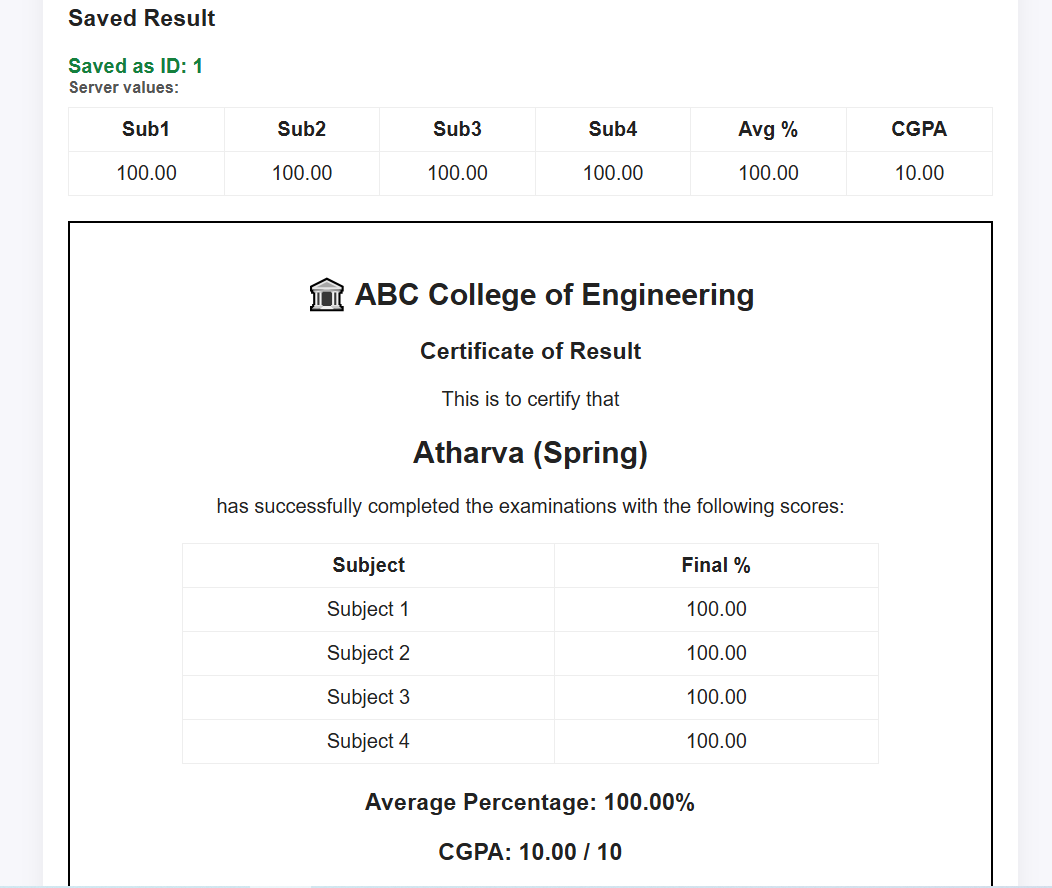 Saved Result
Saved as ID: 1
Server values:
Sub1 Sub2 Sub3 Sub4 Avg % CGPA
100.00 100.00 100.00 100.00 100.00 10.00
ABC College of Engineering
Certificate of Result
This is to certify that
Atharva (Spring)
has successfully completed the examinations with the following scores:
Subject Final %
Subject 1 100.00
Subject 2 100.00
Subject 3 100.00
Subject 4 100.00
Average Percentage: 100.00%
CGPA: 10.00 / 10